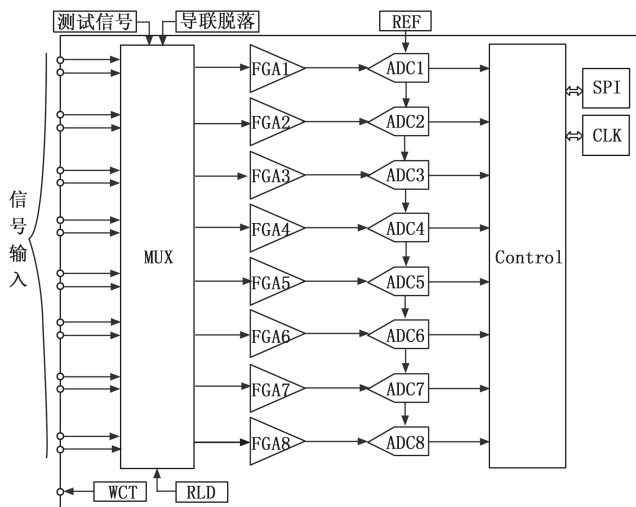 测试信号
导联脱落
REF
FGA1
ADC1
SPI
FGA2
ADC2
CLK
FGA3
ADC3
信号输入
FGA4
ADC4
MUX
Control
FGA5
ADC5
FGA6
ADC6
FGA7
ADC7
FGA8
ADC8
WCT
RLD